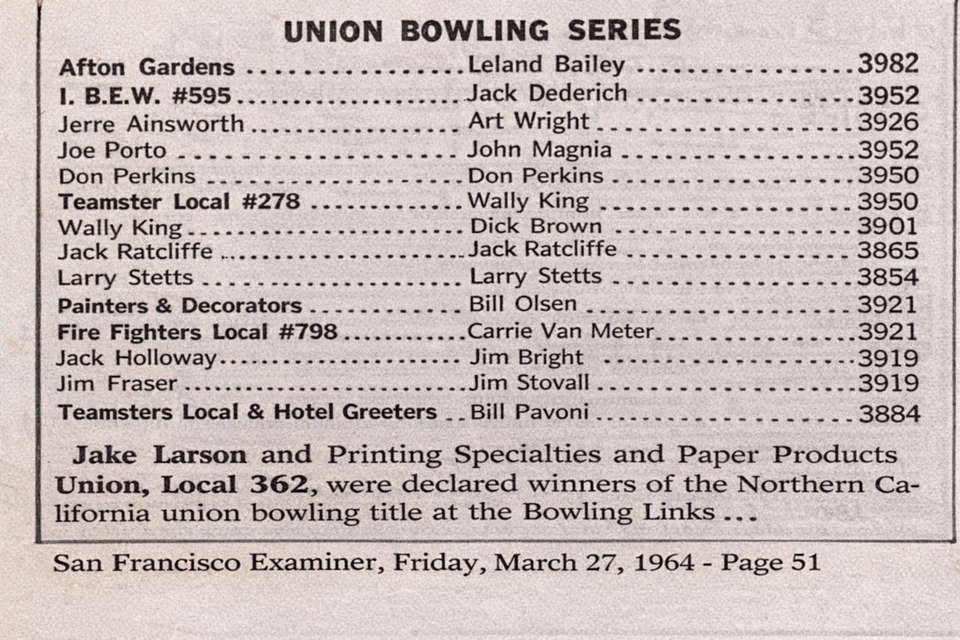 UNION BOWLING SERIES
Afton Gardens ..................Leland Bailey ..................3982
I. B.E.W. #595..................Jack Dederich ..................3952
Jerre Ainsworth ..................Art Wright ..................3926
Joe Porto ..................John Magnia ..................3952
Don Perkins ..................Don Perkins ..................3950
Teamster Local #278 ..................Wally King ..................3950
Wally King..................Dick Brown ..................3901
Jack Ratcliffe ..................Jack Ratcliffe ..................3865
Larry Stetts ..................Larry Stetts ..................3854
Painters & Decorators ..................Bill Olsen ..................3921
Fire Fighters Local #798 ..................Carrie Van Meter..................3921
Jack Holloway..................Jim Bright ..................3919
Jim Fraser ..................Jim Stovall ..................3919
Teamsters Local & Hotel Greeters ..Bill Pavoni ..................3884
Jake Larson and Printing Specialties and Paper Products
Union, Local 362, were declared winners of the Northern Ca-
lifornia union bowling title at the Bowling Links ...
San Francisco Examiner, Friday, March 27, 1964 - Page 51